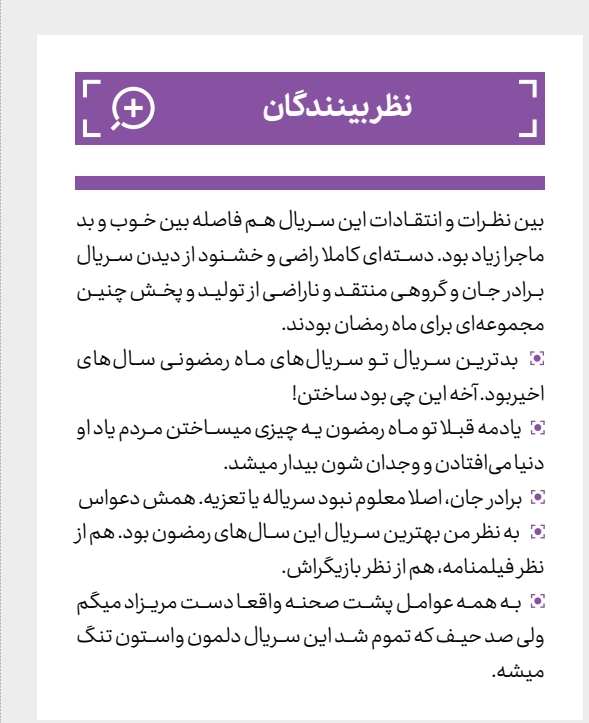 نظر بینندگان
بین نظرات و انتقادات این سریال هم فاصله بین خوب و بد
ماجرا زیاد بود. دسته‌ای کاملا راضی و خشنود از دیدن سریال
برادر جان و گروهی منتقد و ناراضی از تولید و پخش چنین
مجموعه‌ای برای ماه رمضان بودند.
بدترین سریال تو سریال‌های ماه رمضونی سال‌های
اخیر بود. آخه این چی بود ساختن!
یادمه قبلا تو ماه رمضون یه چیزی میساختن مردم یاد او
دنیا می‌افتادن و وجدان شون بیدار میشد.
برادر جان، اصلا معلوم نبود سریاله یا تعزیه. همش دعواس
به نظر من بهترین سریال این سال‌های رمضون بود. هم از
نظر فیلمنامه، هم از نظر بازیگراش.
به همه عوامل پشت صحنه واقعا دست مریزاد میگم
ولی صد حیف که تموم شد این سریال دلمون واستون تنگ
میشه.